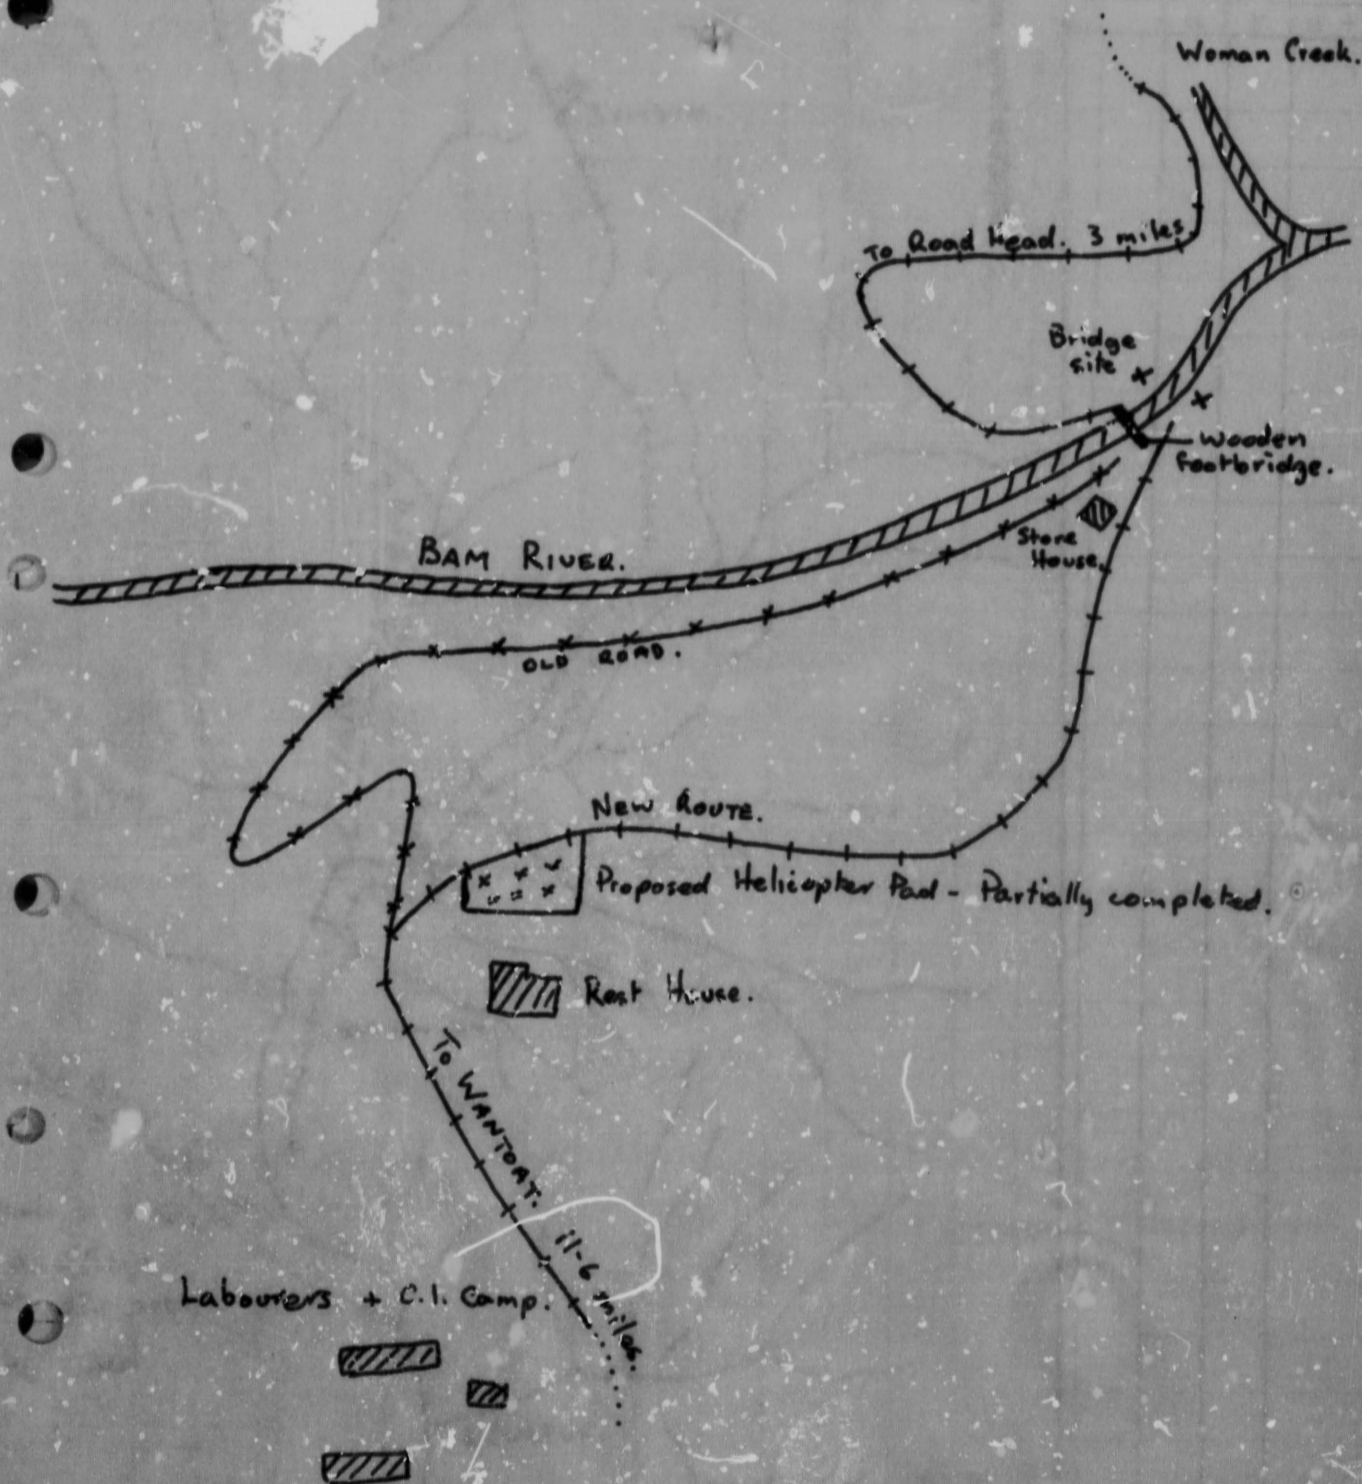 Woman Creek.
To Road Head. 3 miles
Bridge
site
Wooden
footbridge.
Store
House.
BAM RIVER.
OLD ROAD.
NEW ROUTE.
Proposed Helicopter Pad - Partially completed.
Rest House.
To WANTOAT. 11-6 miles.
Labourers + C.I. Camp.